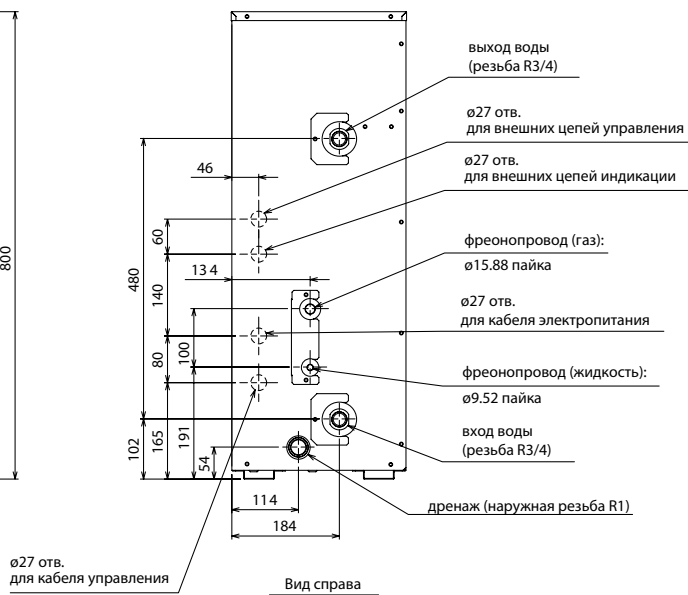 выход воды
(резьба R3/4)
ø27 отв.
для внешних цепей управления
ø27 отв.
для внешних цепей индикации
фреонопровод (газ):
ø15.88 пайка
ø27 отв.
для кабеля электропитания
фреонопровод (жидкость):
ø9.52 пайка
вход воды
(резьба R3/4)
дренаж (наружная резьба R1)
ø27 отв.
для кабеля управления
Вид справа
800
46
60
480
134
140
100
80
102
165
191
54
114
184